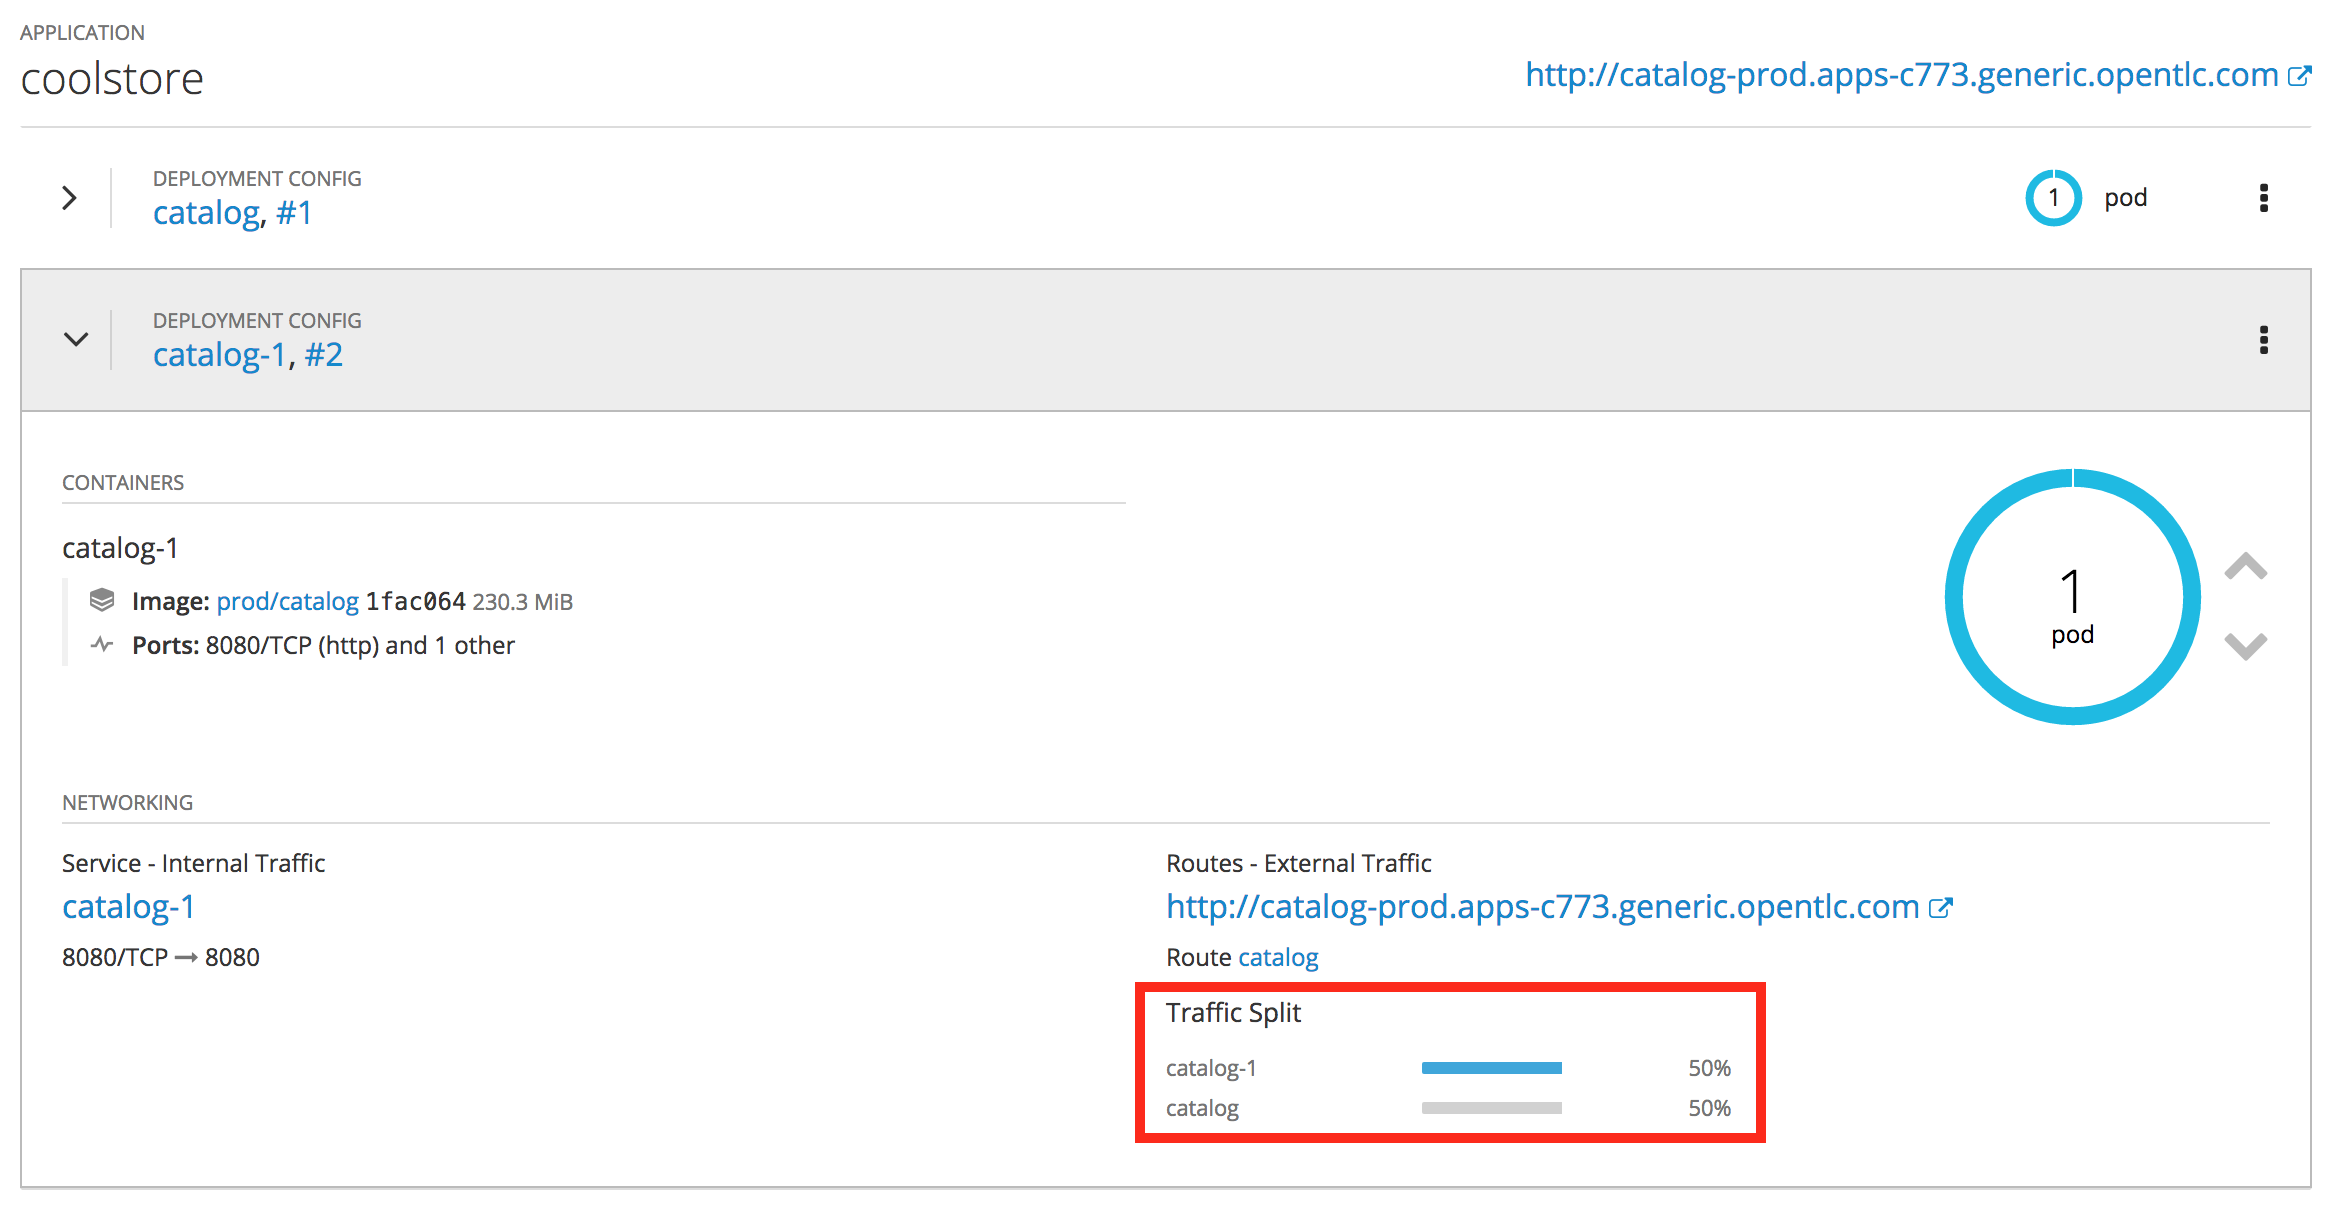 APPLICATION
coolstore
http://catalog-prod.apps-c773.generic.opentlc.com
DEPLOYMENT CONFIG
catalog, #1
1 pod
DEPLOYMENT CONFIG
catalog-1, #2
CONTAINERS
catalog-1
Image: prod/catalog 1fac064 230.3 MiB
Ports: 8080/TCP (http) and 1 other
1
pod
NETWORKING
Service - Internal Traffic
catalog-1
8080/TCP → 8080
Routes - External Traffic
http://catalog-prod.apps-c773.generic.opentlc.com
Route catalog
Traffic Split
catalog-1 50%
catalog 50%